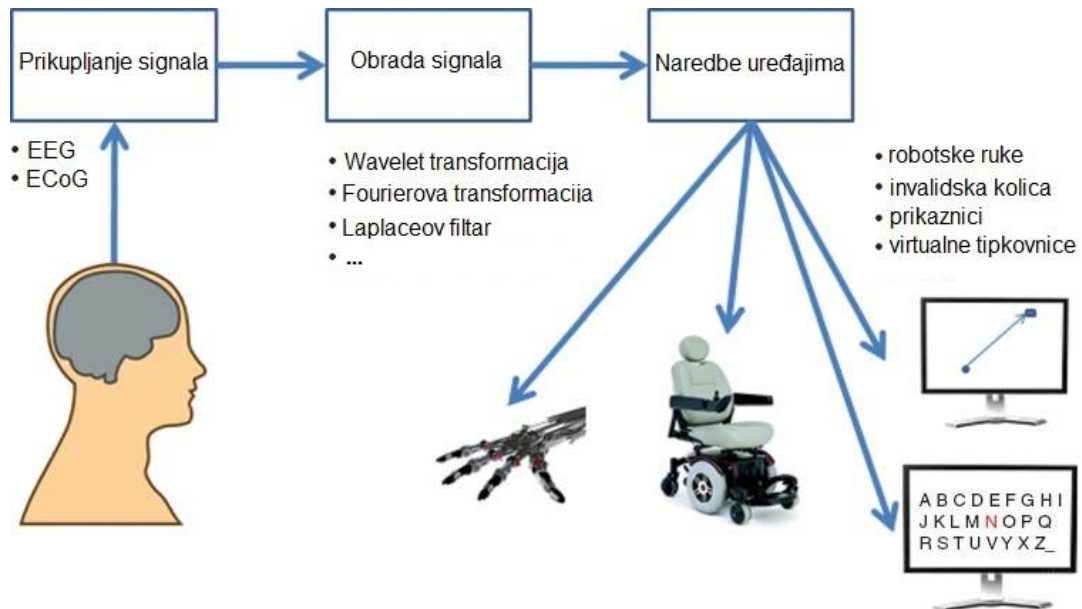 Prikupljanje signala
Obrada signala
Naredbe uređajima
• EEG
• ECoG
• Wavelet transformacija
• Fourierova transformacija
• Laplaceov filtar
• ...
• robotske ruke
• invalidska kolica
• prikaznici
• virtualne tipkovnice
A B C D E F G H I
J K L M N O P Q
R S T U V Y X Z _